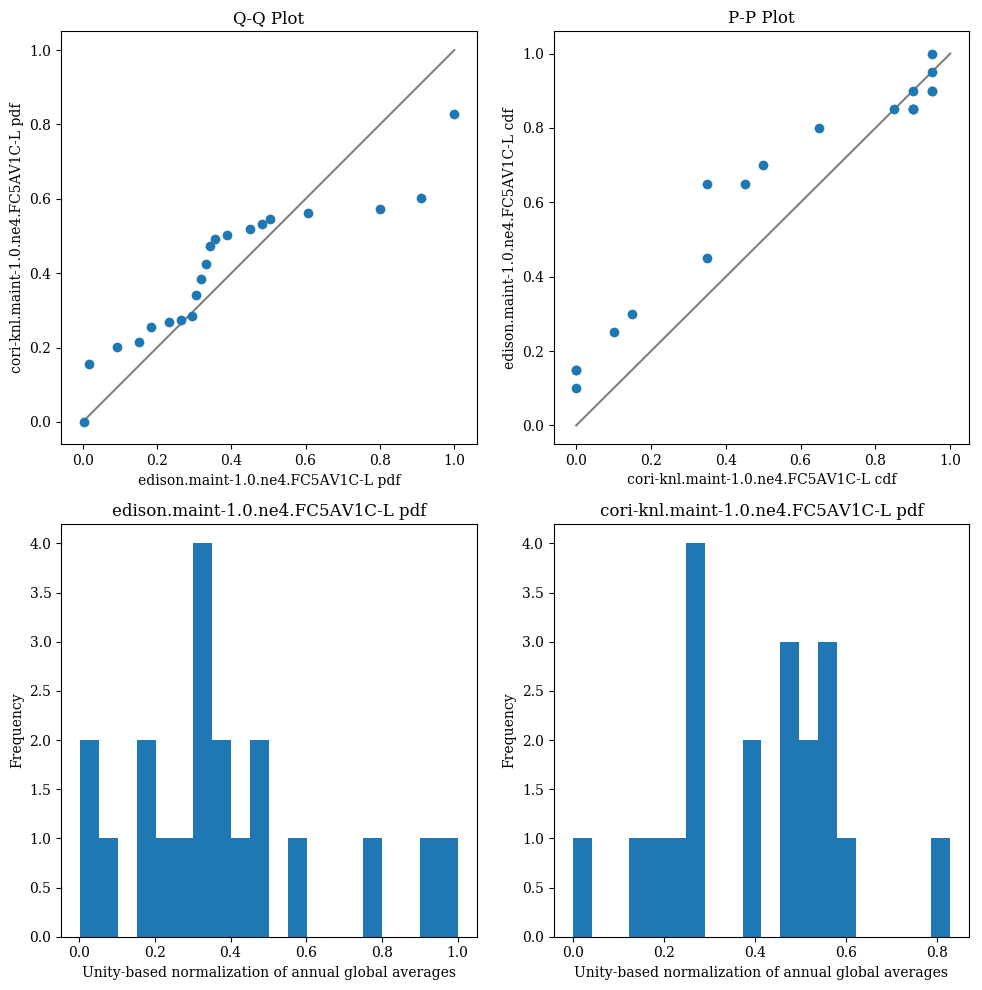 Q-Q Plot
1.0
0.8
0.6
0.4
0.2
0.0
cori-knl.maint-1.0.ne4.FC5AV1C-L pdf
0.0 0.2 0.4 0.6 0.8 1.0
edison.maint-1.0.ne4.FC5AV1C-L pdf
P-P Plot
1.0
0.8
0.6
0.4
0.2
0.0
edison.maint-1.0.ne4.FC5AV1C-L cdf
0.0 0.2 0.4 0.6 0.8 1.0
cori-knl.maint-1.0.ne4.FC5AV1C-L cdf
edison.maint-1.0.ne4.FC5AV1C-L pdf
4.0
3.5
3.0
2.5
2.0
1.5
1.0
0.5
0.0
Frequency
0.0 0.2 0.4 0.6 0.8 1.0
Unity-based normalization of annual global averages
cori-knl.maint-1.0.ne4.FC5AV1C-L pdf
4.0
3.5
3.0
2.5
2.0
1.5
1.0
0.5
0.0
Frequency
0.0 0.2 0.4 0.6 0.8
Unity-based normalization of annual global averages